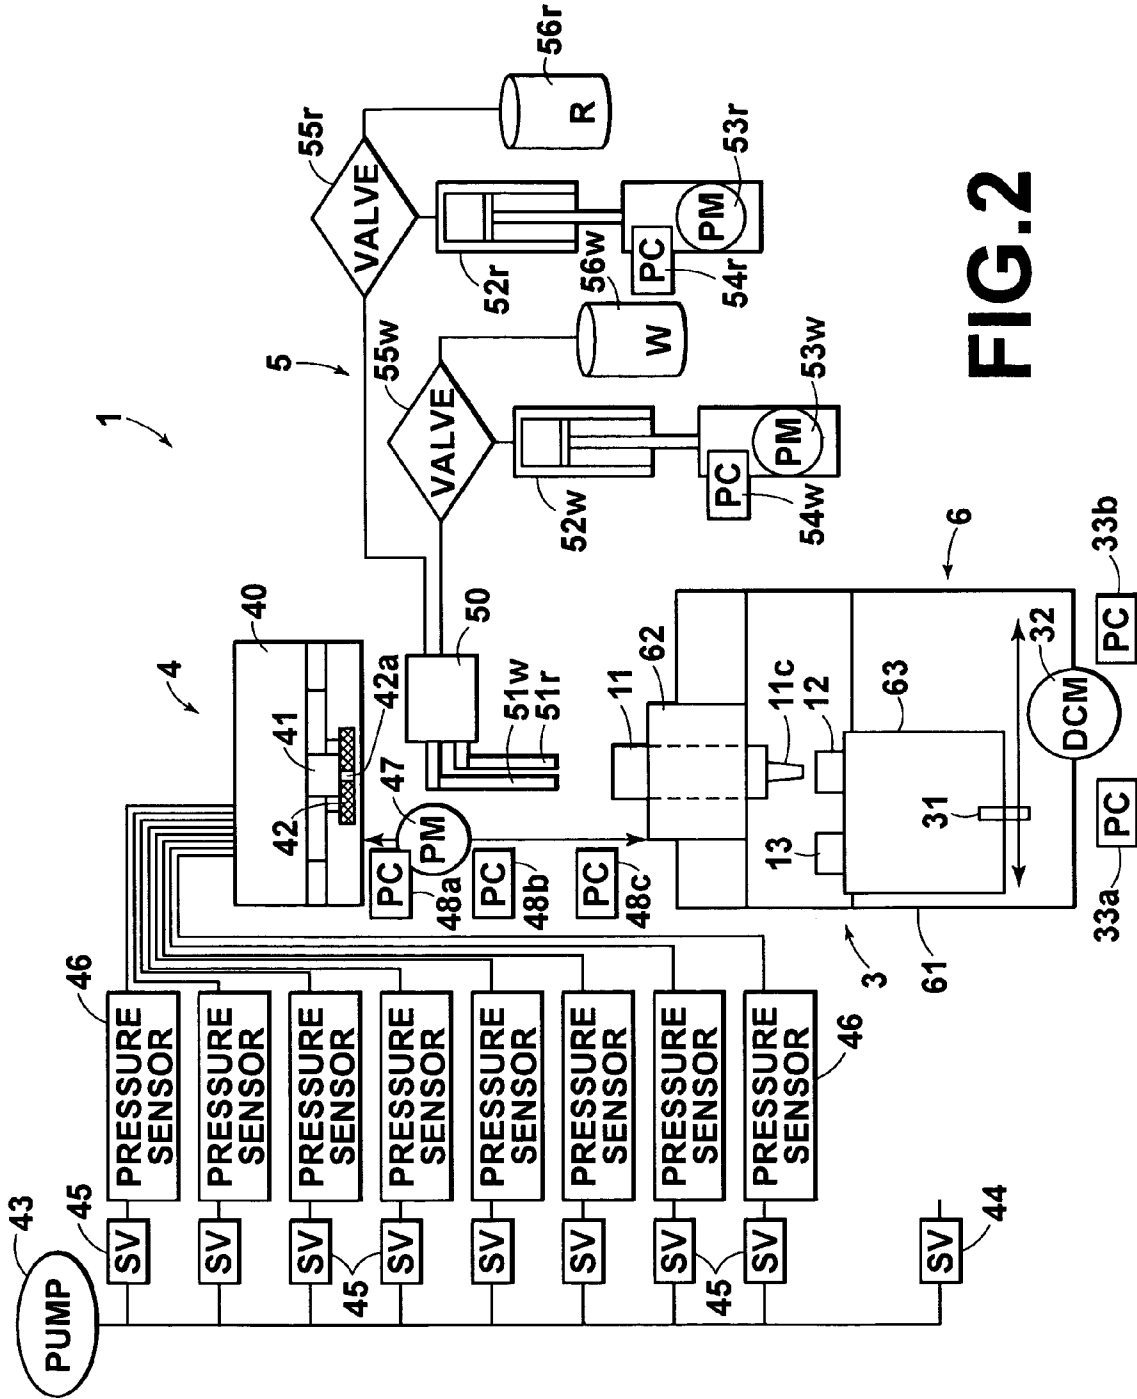 1
4
40
41
42
42a
5
55r
VALVE
56r
R
52r
PC
54r
PM
53r
55w
VALVE
56w
W
52w
PC
54w
PM
53w
50
51w
51r
43
PUMP
45
SV
PRESSURE
SENSOR
46
SV
PRESSURE
SENSOR
SV
PRESSURE
SENSOR
45
SV
PRESSURE
SENSOR
SV
PRESSURE
SENSOR
SV
PRESSURE
SENSOR
SV
PRESSURE
SENSOR
45
SV
PRESSURE
SENSOR
46
SV
44
47
PM
PC
48a
PC
48b
PC
48c
11
62
11c
12
13
63
31
3
61
6
32
DCM
PC
33a
PC
33b
FIG.2